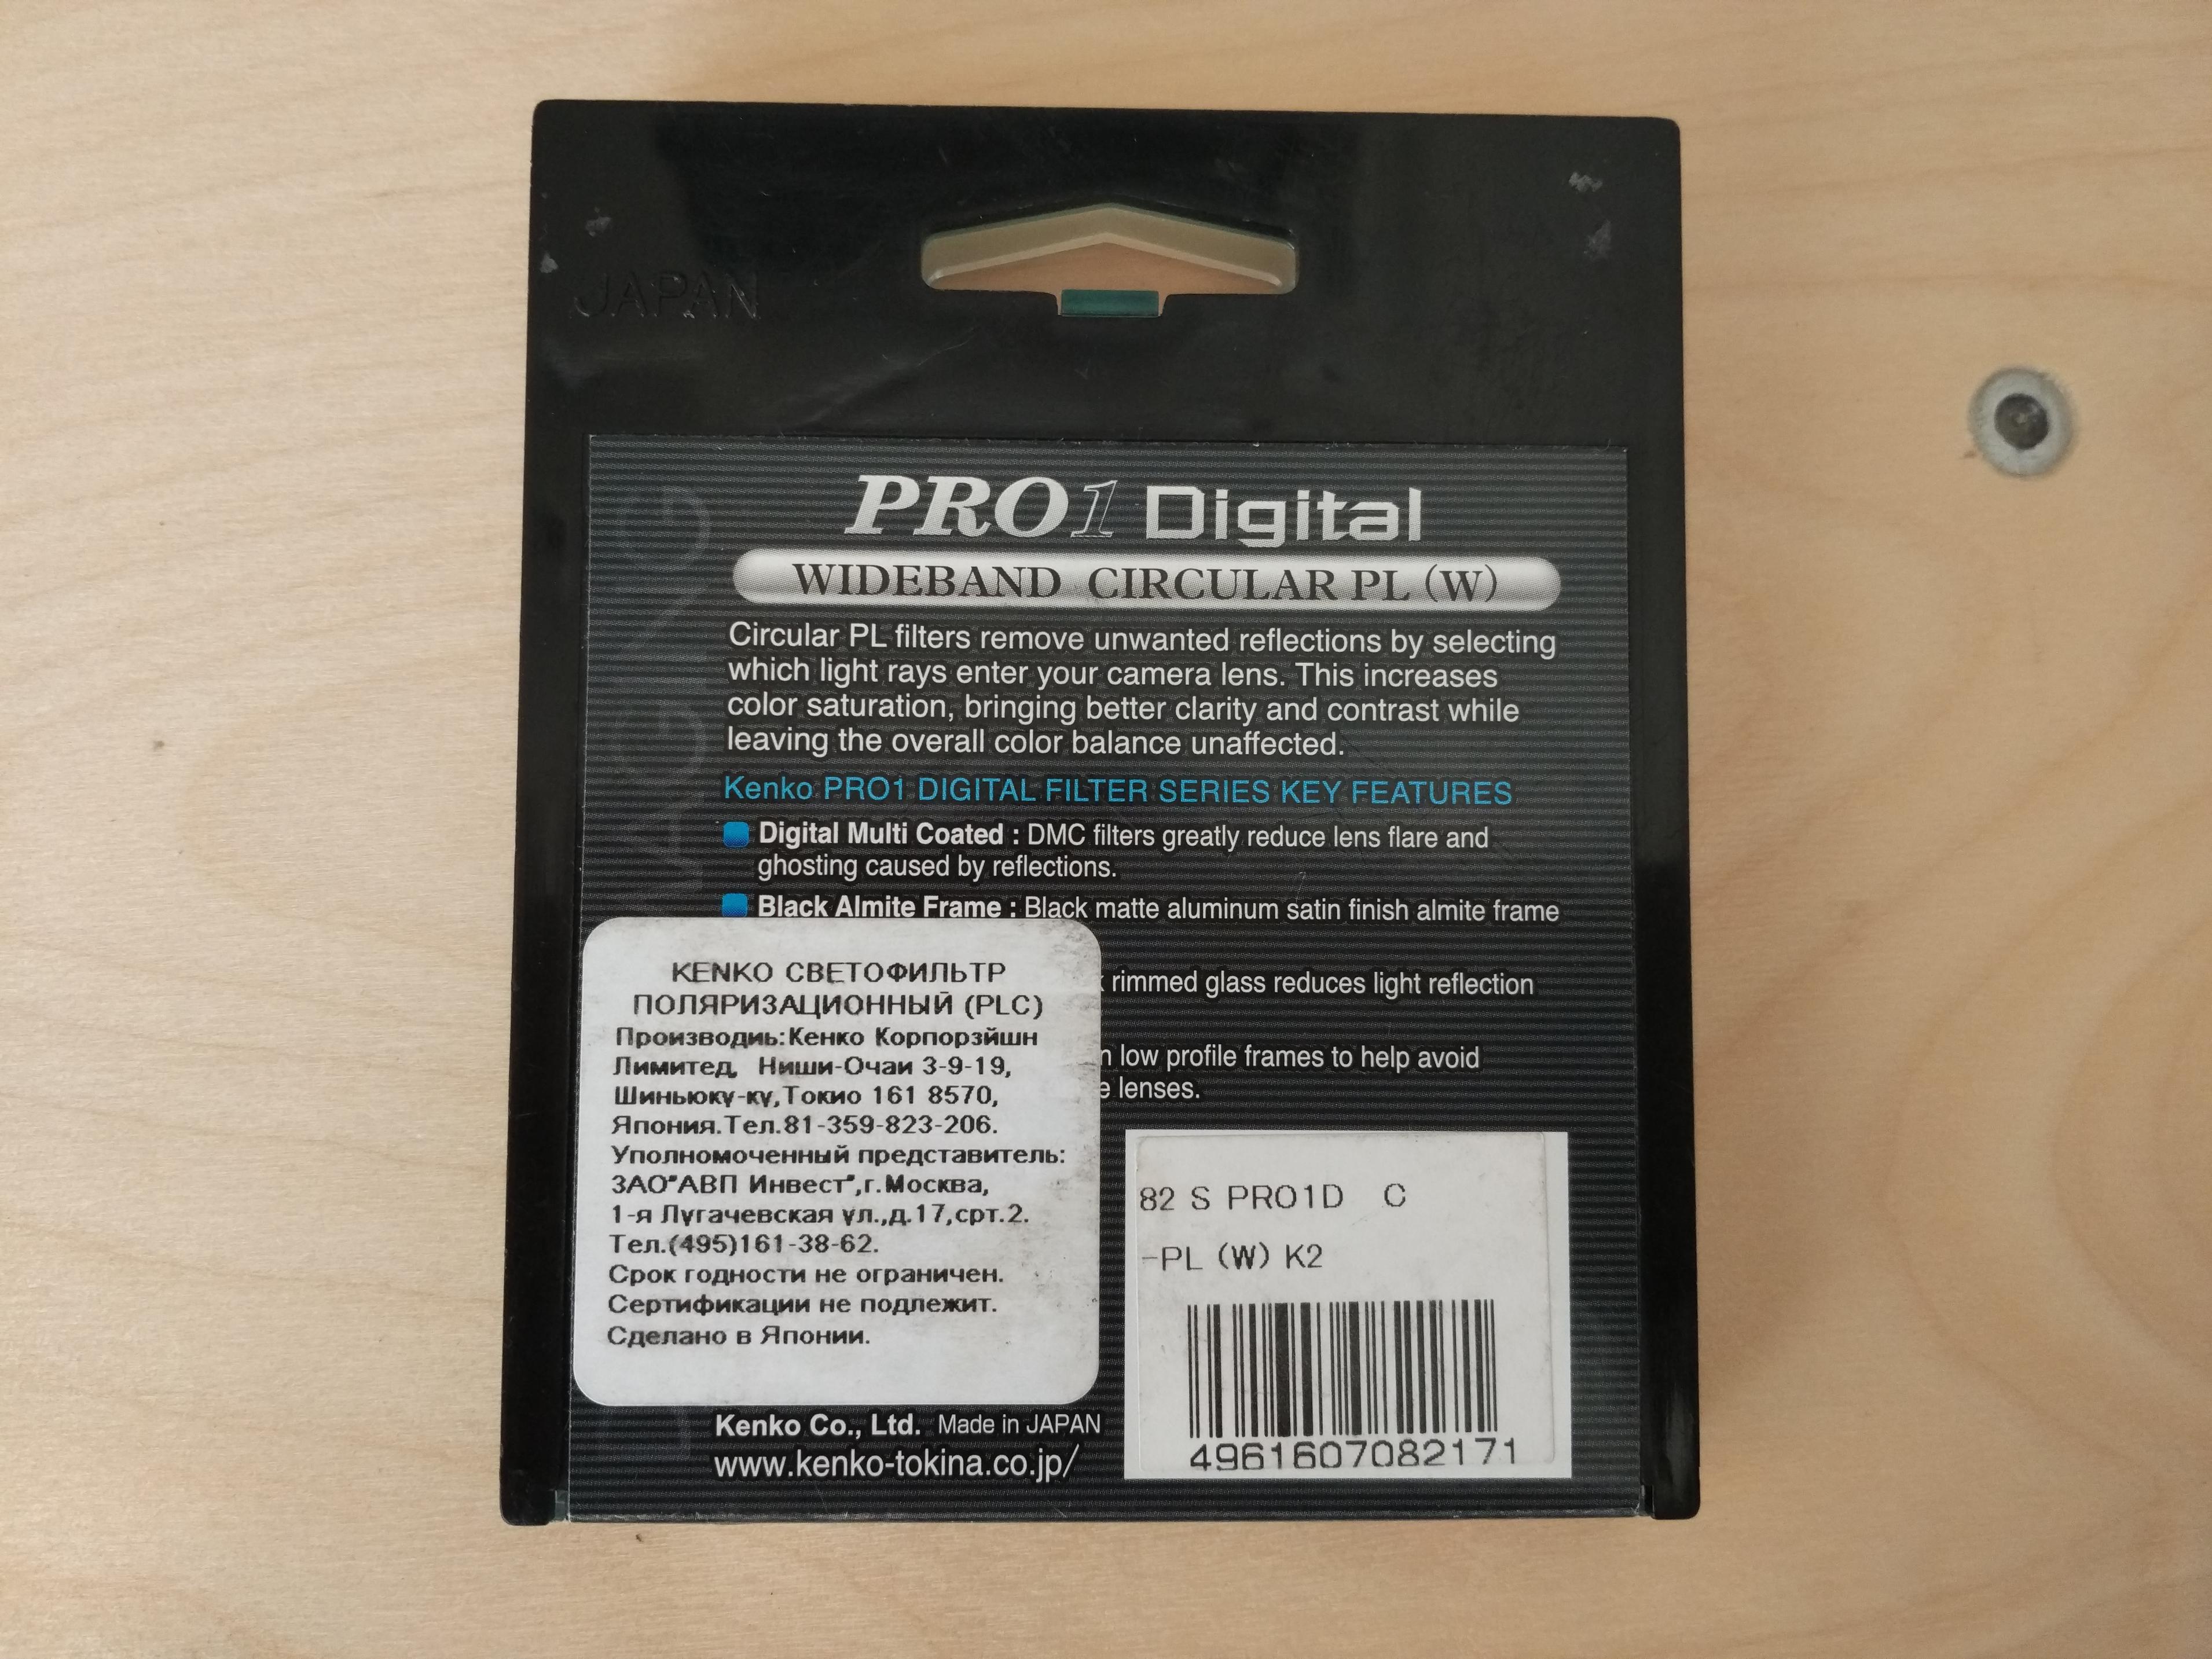 JAPAN
PRO1 Digital
WIDEBAND CIRCULAR PL (W)
Circular PL filters remove unwanted reflections by selecting
which light rays enter your camera lens. This increases
color saturation, bringing better clarity and contrast while
leaving the overall color balance unaffected.
Kenko PRO1 DIGITAL FILTER SERIES KEY FEATURES
Digital Multi Coated : DMC filters greatly reduce lens flare and
ghosting caused by reflections.
Black Almite Frame : Black matte aluminum satin finish almite frame
rimmed glass reduces light reflection
low profile frames to help avoid
lenses.
KENKO СВЕТОФИЛЬТР
ПОЛЯРИЗАЦИОННЫЙ (PLC)
Производиь:Кенко Корпорзйшн
Лимитед, Ниши-Очаи 3-9-19,
Шиньюку-ку,Токио 161 8570,
Япония.Тел.81-359-823-206.
Уполномоченный представитель:
ЗАО"АВП Инвест",г.Москва,
1-я Пугачевская ул.,д.17,срт.2.
Тел.(495)161-38-62.
Срок годности не ограничен.
Сертификации не подлежит.
Сделано в Японии.
82 S PRO1D C
-PL (W) K2
4961607082171
Kenko Co., Ltd. Made in JAPAN
www.kenko-tokina.co.jp/